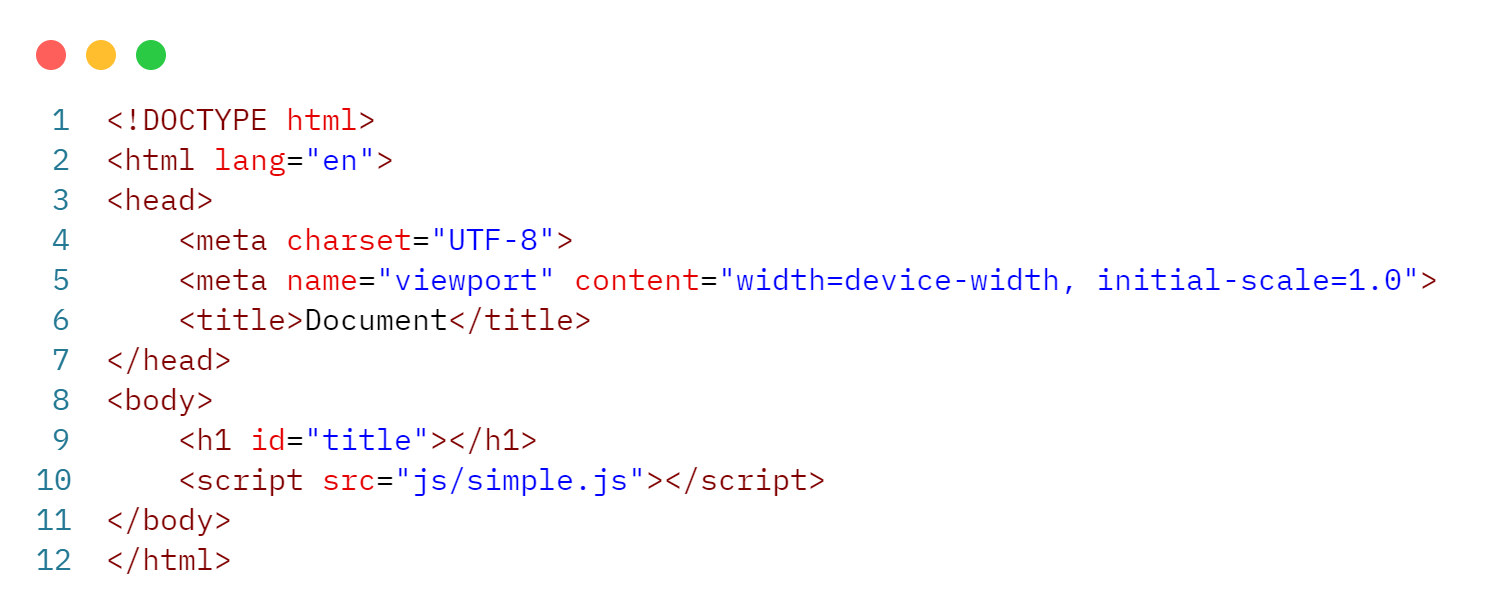 1 <!DOCTYPE html>
2 <html lang="en">
3 <head>
4     <meta charset="UTF-8">
5     <meta name="viewport" content="width=device-width, initial-scale=1.0">
6     <title>Document</title>
7 </head>
8 <body>
9     <h1 id="title"></h1>
10     <script src="js/simple.js"></script>
11 </body>
12 </html>